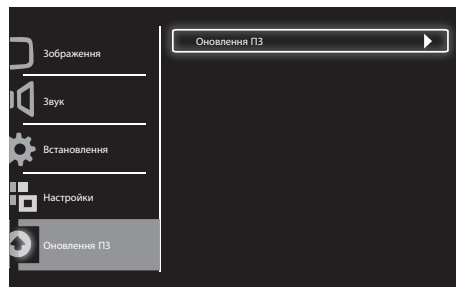 Оновлення ПЗ
Зображення
Звук
Встановлення
Настройки
Оновлення ПЗ